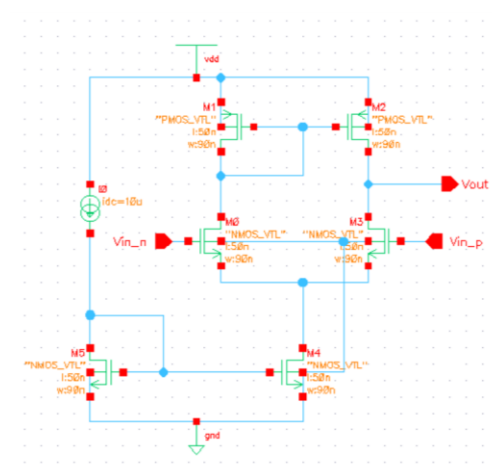 vdd
M1
"PMOS_VTL"
l:50n
w:90n
M2
"PMOS_VTL"
l:50n
w:90n
I0
idc=10u
Vout
M0
"NMOS_VTL"
l:50n
w:90n
M3
"NMOS_VTL"
l:50n
w:90n
Vin_n
Vin_p
M5
"NMOS_VTL"
l:50n
w:90n
M4
"NMOS_VTL"
l:50n
w:90n
gnd